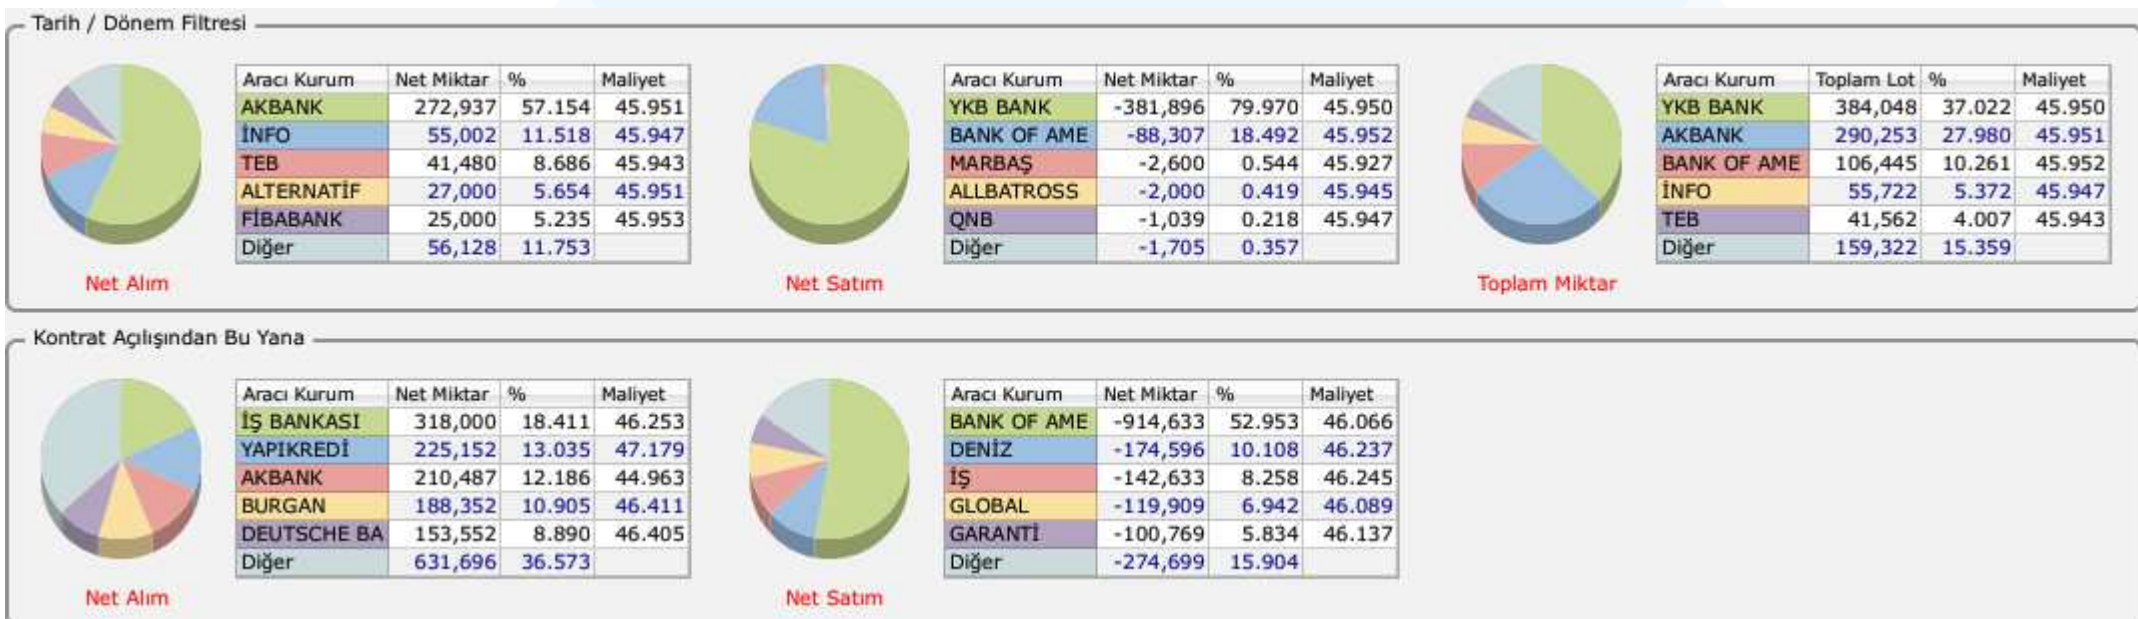 Tarih / Dönem Filtresi
Aracı Kurum Net Miktar % Maliyet
AKBANK 272,937 57.154 45.951
İNFO 55,002 11.518 45.947
TEB 41,480 8.686 45.943
ALTERNATİF 27,000 5.654 45.951
FİBABANK 25,000 5.235 45.953
Diğer 56,128 11.753
Net Alım
Aracı Kurum Net Miktar % Maliyet
YKB BANK -381,896 79.970 45.950
BANK OF AME -88,307 18.492 45.952
MARBAŞ -2,600 0.544 45.927
ALLBATROSS -2,000 0.419 45.945
QNB -1,039 0.218 45.947
Diğer -1,705 0.357
Net Satım
Aracı Kurum Toplam Lot % Maliyet
YKB BANK 384,048 37.022 45.950
AKBANK 290,253 27.980 45.951
BANK OF AME 106,445 10.261 45.952
İNFO 55,722 5.372 45.947
TEB 41,562 4.007 45.943
Diğer 159,322 15.359
Toplam Miktar
Kontrat Açılışından Bu Yana
Aracı Kurum Net Miktar % Maliyet
İŞ BANKASI 318,000 18.411 46.253
YAPIKREDİ 225,152 13.035 47.179
AKBANK 210,487 12.186 44.963
BURGAN 188,352 10.905 46.411
DEUTSCHE BA 153,552 8.890 46.405
Diğer 631,696 36.573
Net Alım
Aracı Kurum Net Miktar % Maliyet
BANK OF AME -914,633 52.953 46.066
DENİZ -174,596 10.108 46.237
İŞ -142,633 8.258 46.245
GLOBAL -119,909 6.942 46.089
GARANTİ -100,769 5.834 46.137
Diğer -274,699 15.904
Net Satım